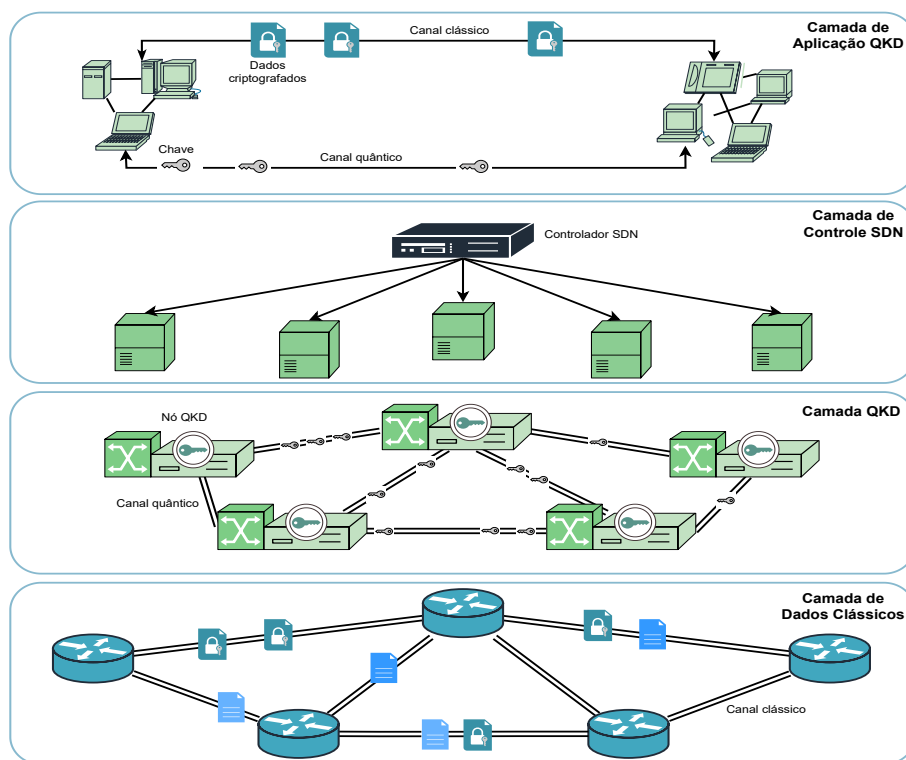 Camada de
Aplicação QKD
Canal clássico
Dados
criptografados
Chave
Canal quântico
Camada de
Controle SDN
Controlador SDN
Camada QKD
Nó QKD
Canal quântico
Camada de
Dados Clássicos
Canal clássico